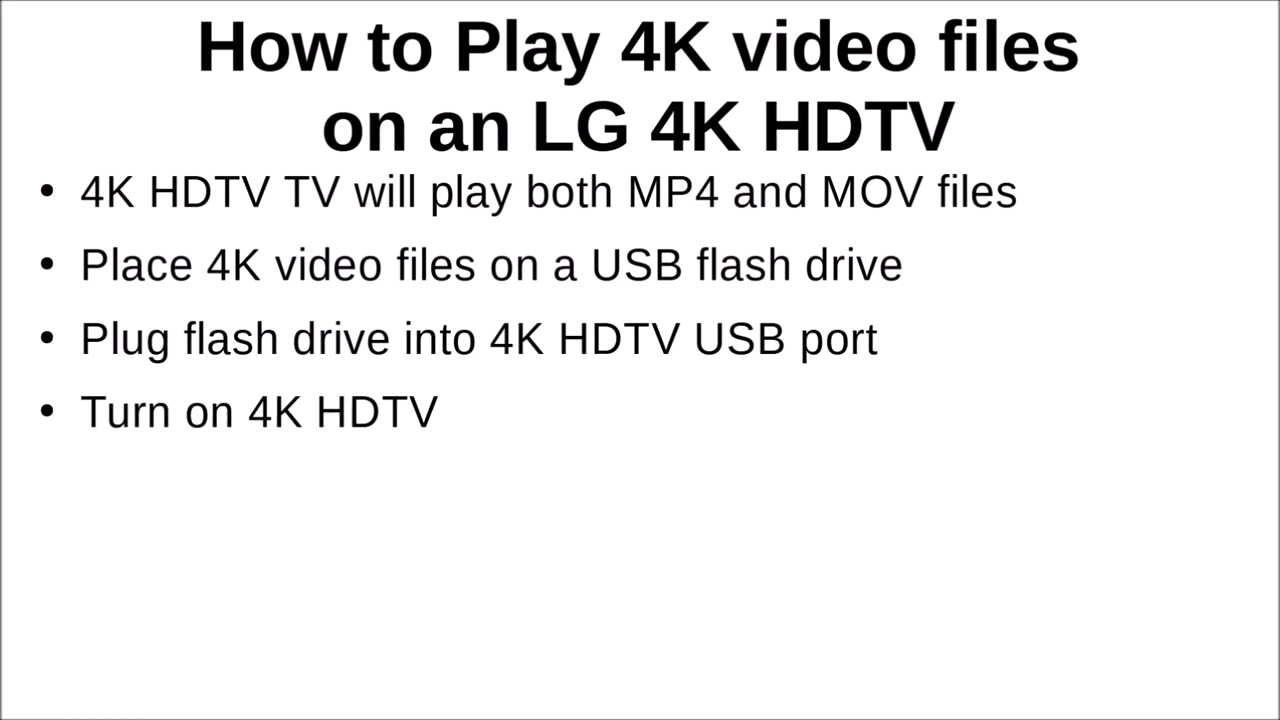 How to Play 4K video files
on an LG 4K HDTV
• 4K HDTV TV will play both MP4 and MOV files
• Place 4K video files on a USB flash drive
• Plug flash drive into 4K HDTV USB port
• Turn on 4K HDTV